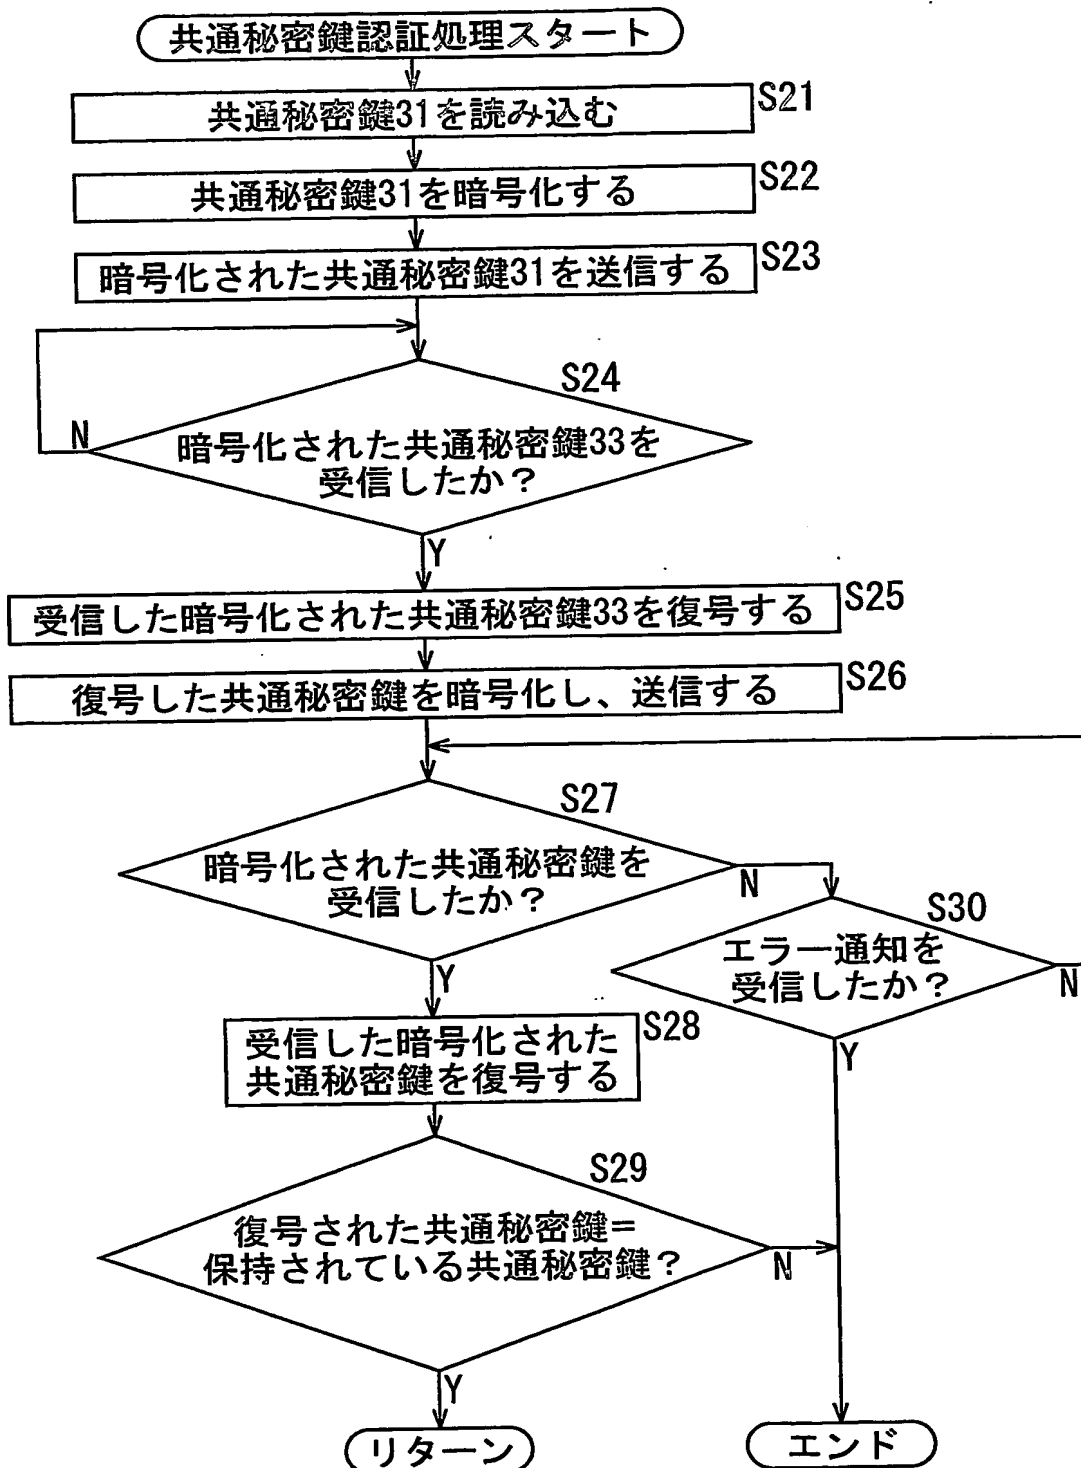 共通秘密鍵認証処理スタート
共通秘密鍵31を読み込む
S21
共通秘密鍵31を暗号化する
S22
暗号化された共通秘密鍵31を送信する
S23
S24
N
暗号化された共通秘密鍵33を
受信したか？
Y
受信した暗号化された共通秘密鍵33を復号する
S25
復号した共通秘密鍵を暗号化し、送信する
S26
S27
暗号化された共通秘密鍵を
受信したか？
N
Y
S30
エラー通知を
受信したか？
N
Y
受信した暗号化された
共通秘密鍵を復号する
S28
S29
復号された共通秘密鍵=
保持されている共通秘密鍵？
N
Y
リターン
エンド